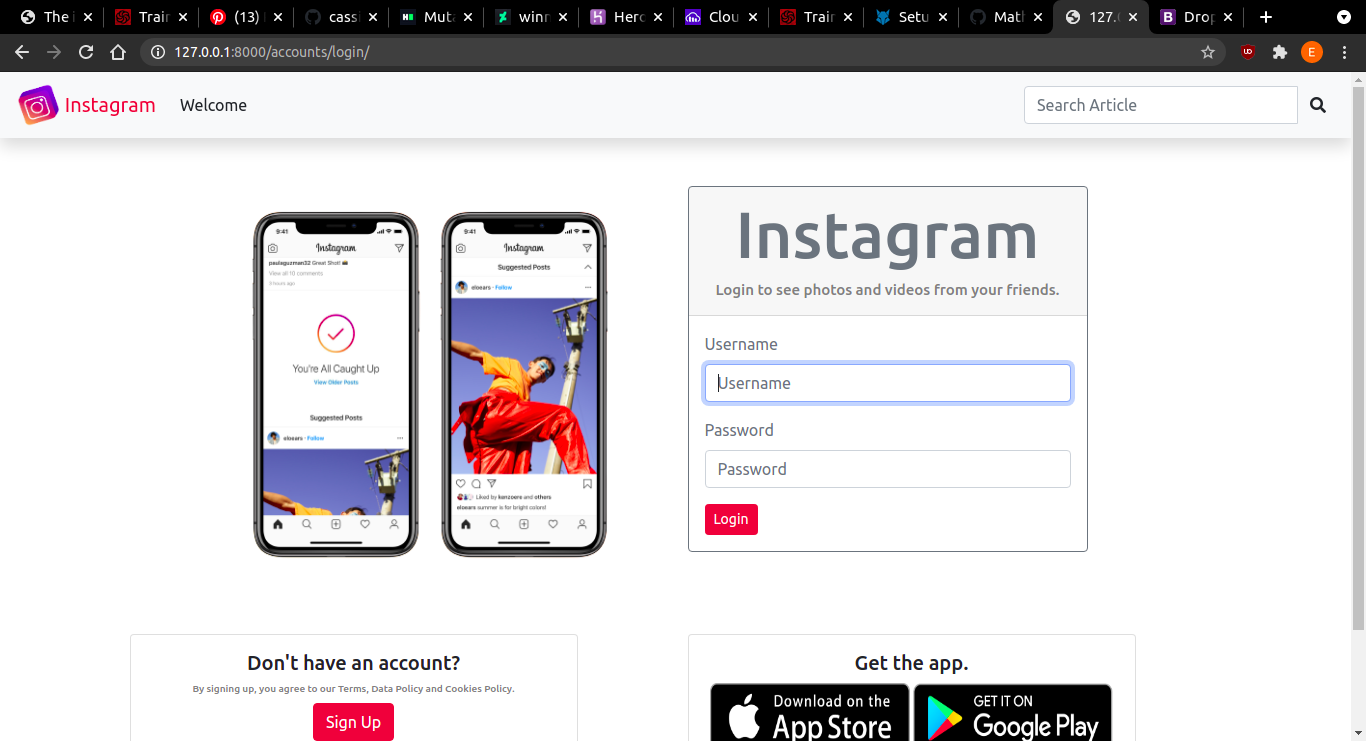 The i
Train
(13)
cassi
Muta
winn
Hero
Clou
Train
Setu
Math
127.0
Drop
E
127.0.0.1:8000/accounts/login/
Instagram
Welcome
Search Article
9:41
Instagram
paulaguzman32 Great Shot!
View all 10 comments
3 hours ago
You're All Caught Up
View Older Posts
Suggested Posts
eloears · Follow
9:41
Instagram
Suggested Posts
eloears · Follow
Liked by kenzoere and others
eloears summer is for bright colors!
Instagram
Login to see photos and videos from your friends.
Username
Username
Password
Password
Login
Don't have an account?
By signing up, you agree to our Terms, Data Policy and Cookies Policy.
Sign Up
Get the app.
Download on the
App Store
GET IT ON
Google Play